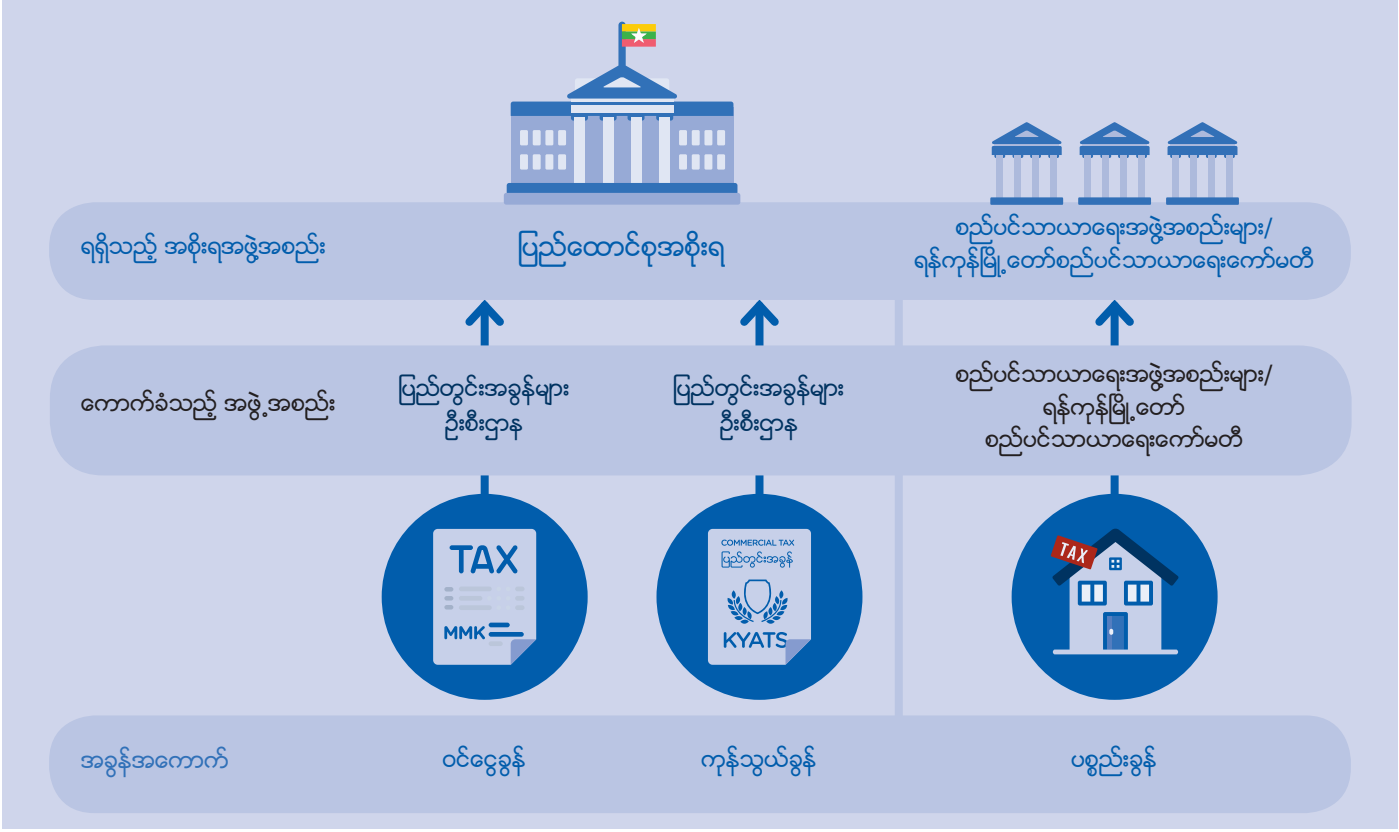 ရရှိသည့် အစိုးရအဖွဲ့အစည်း
ပြည်ထောင်စုအစိုးရ
စည်ပင်သာယာရေးအဖွဲ့အစည်းများ/
ရန်ကုန်မြို့တော်စည်ပင်သာယာရေးကော်မတီ
ကောက်ခံသည့် အဖွဲ့အစည်း
ပြည်တွင်းအခွန်များ
ဦးစီးဌာန
ပြည်တွင်းအခွန်များ
ဦးစီးဌာန
စည်ပင်သာယာရေးအဖွဲ့အစည်းများ/
ရန်ကုန်မြို့တော်
စည်ပင်သာယာရေးကော်မတီ
TAX
MMK
COMMERCIAL TAX
ပြည်တွင်းအခွန်
KYATS
TAX
အခွန်အကောက်
ဝင်ငွေခွန်
ကုန်သွယ်ခွန်
ပစ္စည်းခွန်